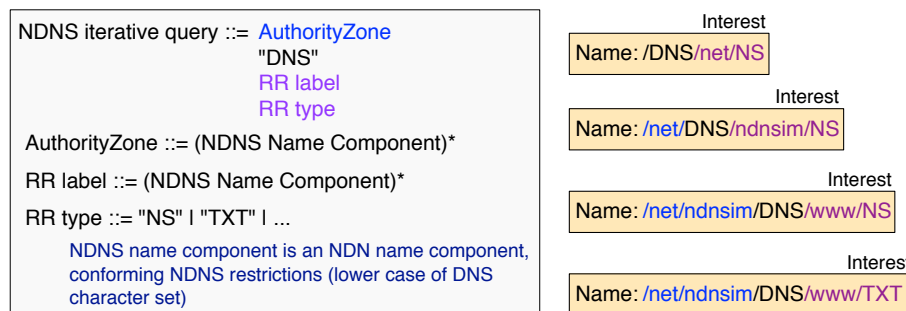 NDNS iterative query ::= AuthorityZone
"DNS"
RR label
RR type
AuthorityZone ::= (NDNS Name Component)*
RR label ::= (NDNS Name Component)*
RR type ::= "NS" | "TXT" | ...
NDNS name component is an NDN name component,
conforming NDNS restrictions (lower case of DNS
character set)
Interest
Name: /DNS/net/NS
Interest
Name: /net/DNS/ndnsim/NS
Interest
Name: /net/ndnsim/DNS/www/NS
Interest
Name: /net/ndnsim/DNS/www/TXT